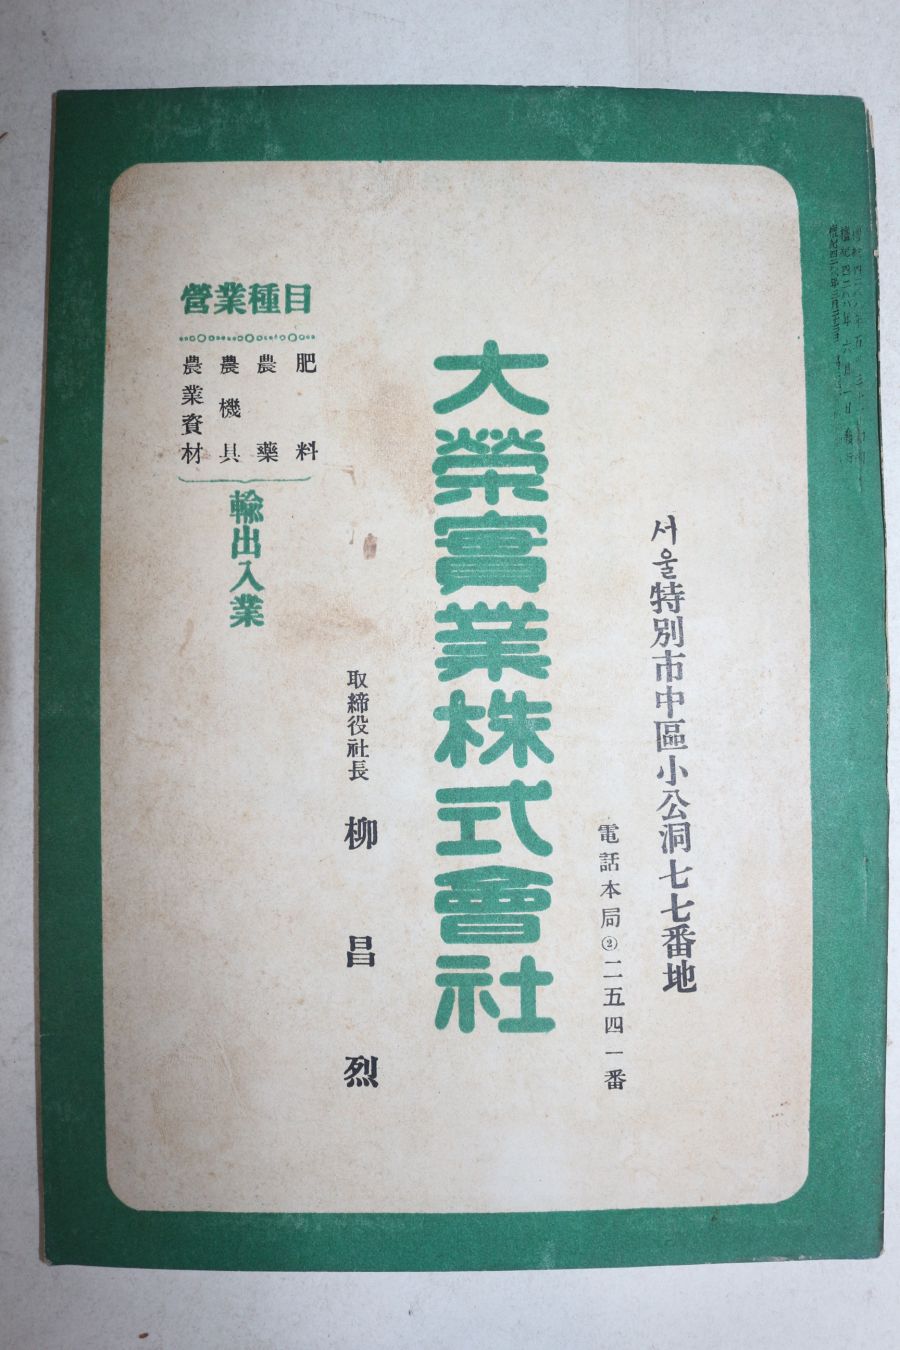 서울特別市中區小公洞七七番地
電話本局②二五四一番
大榮實業株式會社
取締役社長 柳昌烈
營業種目
肥料
農藥
農機具
農業資材
輸出入業